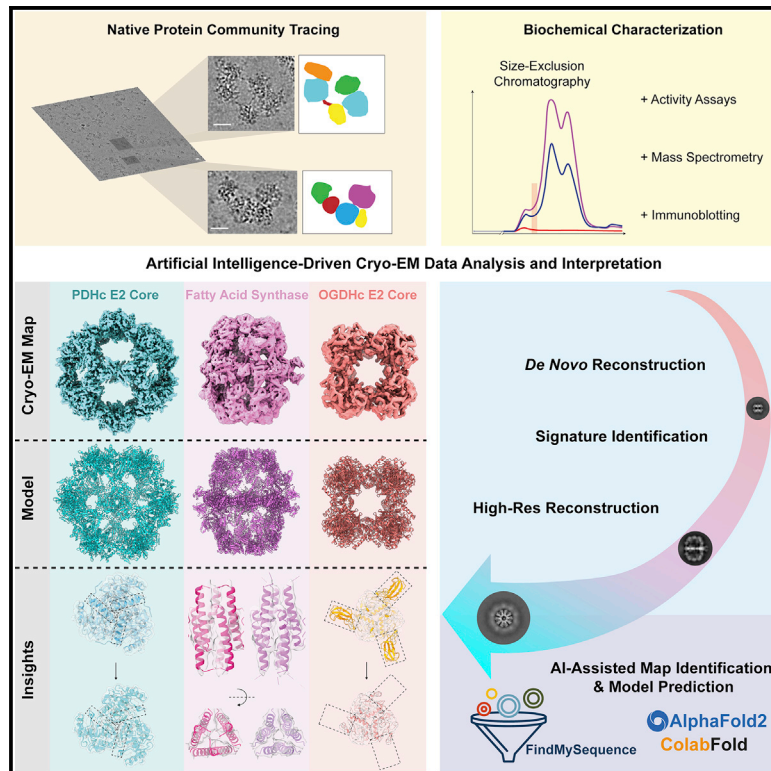 Native Protein Community Tracing
Biochemical Characterization
Size-Exclusion
Chromatography
+ Activity Assays
+ Mass Spectrometry
+ Immunoblotting
Artificial Intelligence-Driven Cryo-EM Data Analysis and Interpretation
PDHc E2 Core
Fatty Acid Synthase
OGDHc E2 Core
Cryo-EM Map
Model
Insights
De Novo Reconstruction
Signature Identification
High-Res Reconstruction
AI-Assisted Map Identification
& Model Prediction
FindMySequence
AlphaFold2
ColabFold